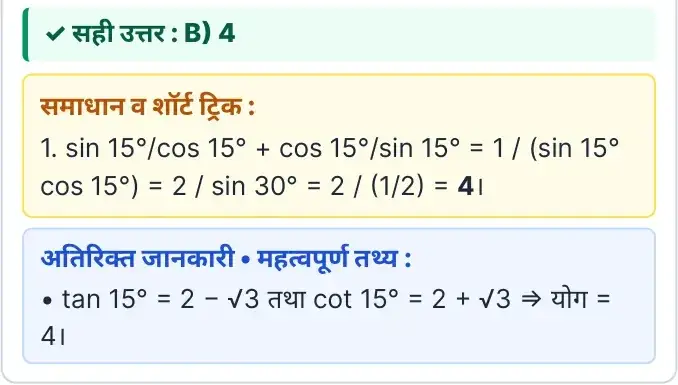 ✓ सही उत्तर : B) 4
समाधान व शॉर्ट ट्रिक :
1. sin 15°/cos 15° + cos 15°/sin 15° = 1 / (sin 15°
cos 15°) = 2 / sin 30° = 2 / (1/2) = 4।
अतिरिक्त जानकारी • महत्वपूर्ण तथ्य :
• tan 15° = 2 − √3 तथा cot 15° = 2 + √3 ⇒ योग =
4।